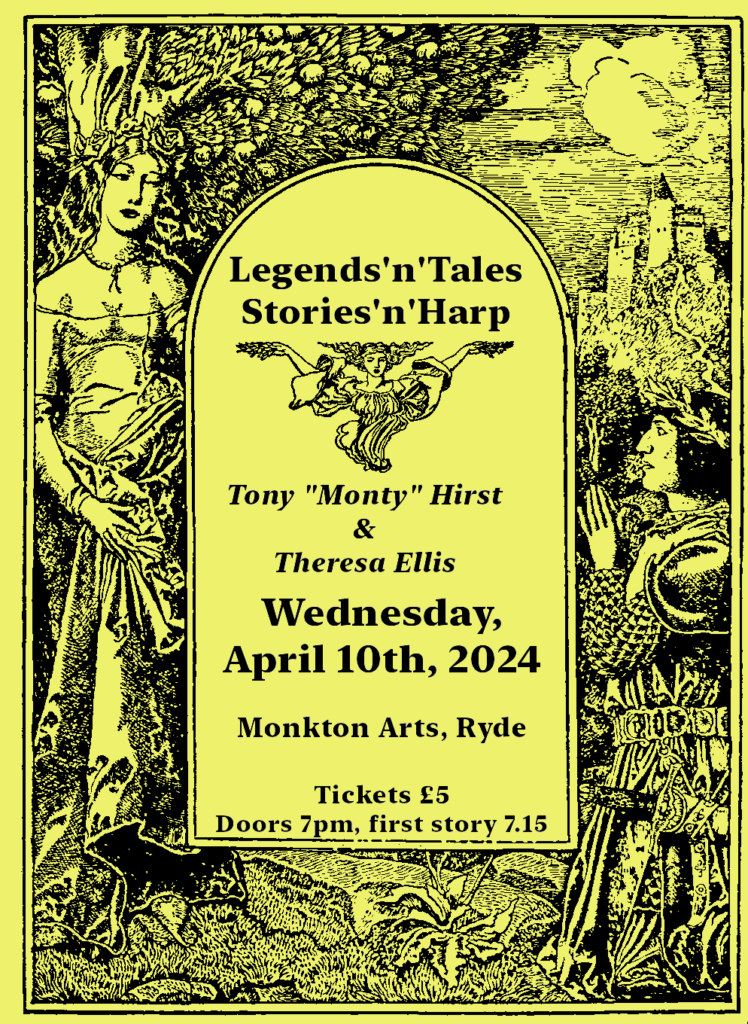 Legends'n'Tales
Stories'n'Harp
Tony "Monty" Hirst
&
Theresa Ellis
Wednesday,
April 10th, 2024
Monkton Arts, Ryde
Tickets £5
Doors 7pm, first story 7.15